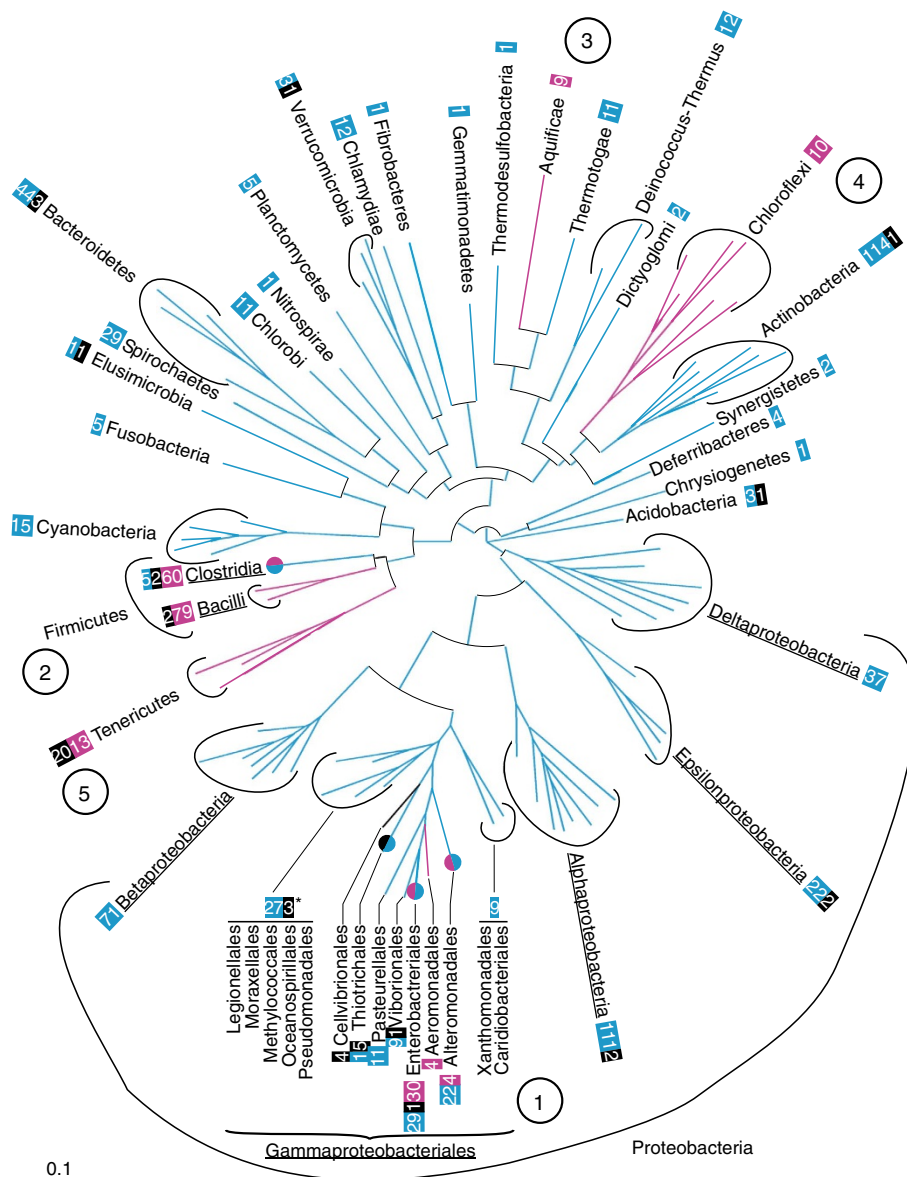 3
4
2
5
1
443 Bacteroidetes
11 Elusimicrobia
29 Spirochaetes
5 Fusobacteria
11 Chlorobi
1 Nitrospirae
5 Planctomycetes
31 Verrucomicrobia
12 Chlamydiae
1 Fibrobacteres
1 Gemmatimonadetes
Thermodesulfobacteria 1
Aquificae 9
Thermotogae 11
Deinococcus-Thermus 12
Dictyoglomi 2
Chloroflexi 10
Actinobacteria 1141
Synergistetes 2
Deferribacteres 4
Chrysiogenetes 1
Acidobacteria 31
15 Cyanobacteria
5260 Clostridia
279 Bacilli
Firmicutes
2013 Tenericutes
71 Betaproteobacteria
Deltaproteobacteria 37
Epsilonproteobacteria 222
Alphaproteobacteria 1112
273*
Legionellales
Moraxellales
Methylococcales
Oceanospirillales
Pseudomonadales
4 Cellvibrionales
15 Thiotrichales
11 Pasteurellales
91 Viborionales
29130 Enterobacteriales
4 Aeromonadales
224 Alteromonadales
9
Xanthomonadales
Caridiobacteriales
Gammaproteobacteriales
Proteobacteria
0.1